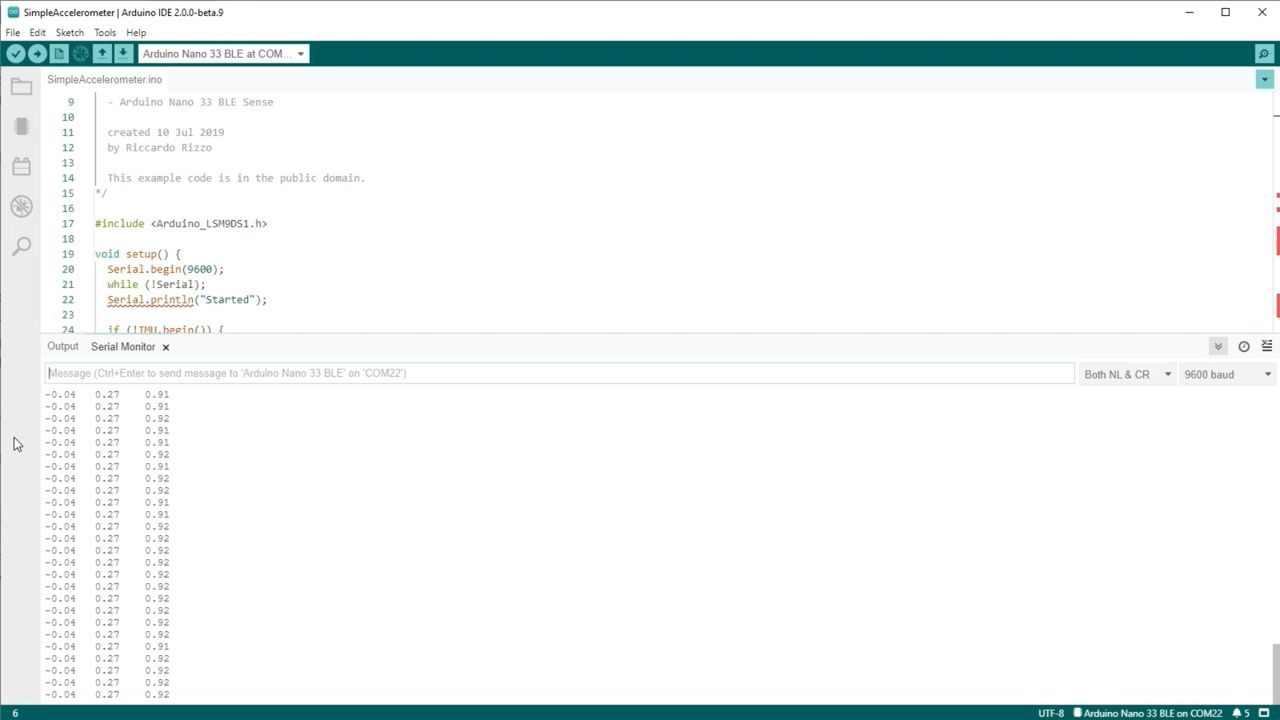 SimpleAccelerometer | Arduino IDE 2.0.0-beta.9
File Edit Sketch Tools Help
Arduino Nano 33 BLE at COM...
SimpleAccelerometer.ino
9 - Arduino Nano 33 BLE Sense
10
11 created 10 Jul 2019
12 by Riccardo Rizzo
13
14 This example code is in the public domain.
15 */
16
17 #include <Arduino_LSM9DS1.h>
18
19 void setup() {
20 Serial.begin(9600);
21 while (!Serial);
22 Serial.println("Started");
23
24 if (!IMU.begin()) {
Output Serial Monitor
Message (Ctrl+Enter to send message to 'Arduino Nano 33 BLE' on 'COM22') Both NL & CR 9600 baud
-0.04 0.27 0.91
-0.04 0.27 0.91
-0.04 0.27 0.92
-0.04 0.27 0.91
-0.04 0.27 0.91
-0.04 0.27 0.92
-0.04 0.27 0.91
-0.04 0.27 0.92
-0.04 0.27 0.92
-0.04 0.27 0.91
-0.04 0.27 0.91
-0.04 0.27 0.92
-0.04 0.27 0.92
-0.04 0.27 0.92
-0.04 0.27 0.92
-0.04 0.27 0.92
-0.04 0.27 0.92
-0.04 0.27 0.92
-0.04 0.27 0.92
-0.04 0.27 0.92
-0.04 0.27 0.92
-0.04 0.27 0.91
-0.04 0.27 0.92
-0.04 0.27 0.92
-0.04 0.27 0.92
-0.04 0.27 0.92
6 UTF-8 Arduino Nano 33 BLE on COM22 5